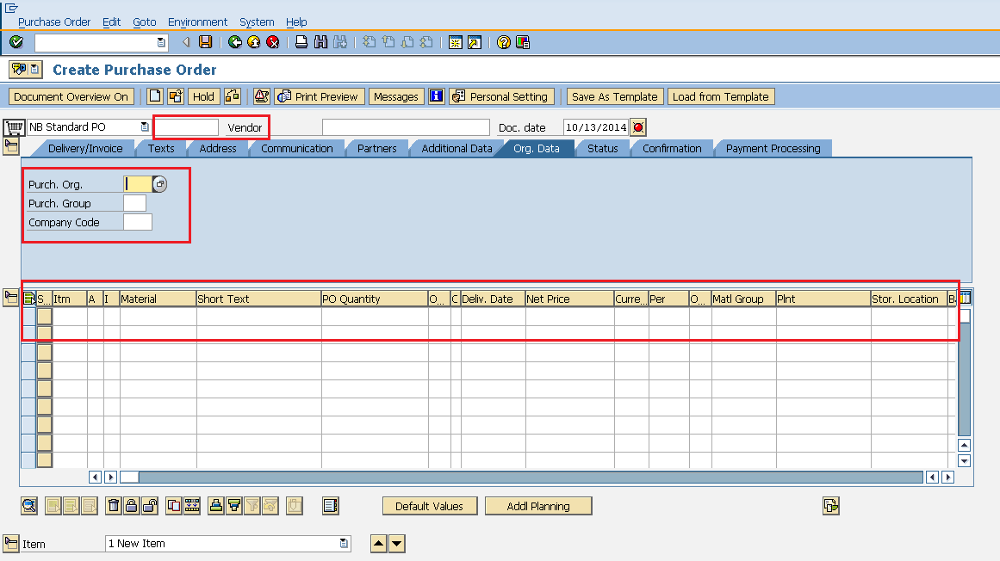 Purchase Order Edit Goto Environment System Help
Create Purchase Order
Document Overview On Hold Print Preview Messages Personal Setting Save As Template Load from Template
NB Standard PO Vendor Doc. date 10/13/2014
Delivery/Invoice Texts Address Communication Partners Additional Data Org. Data Status Confirmation Payment Processing
Purch. Org.
Purch. Group
Company Code
S... Itm A I Material Short Text PO Quantity O... C Deliv. Date Net Price Curre... Per O... Matl Group Plnt Stor. Location
Default Values Addl Planning
Item 1 New Item